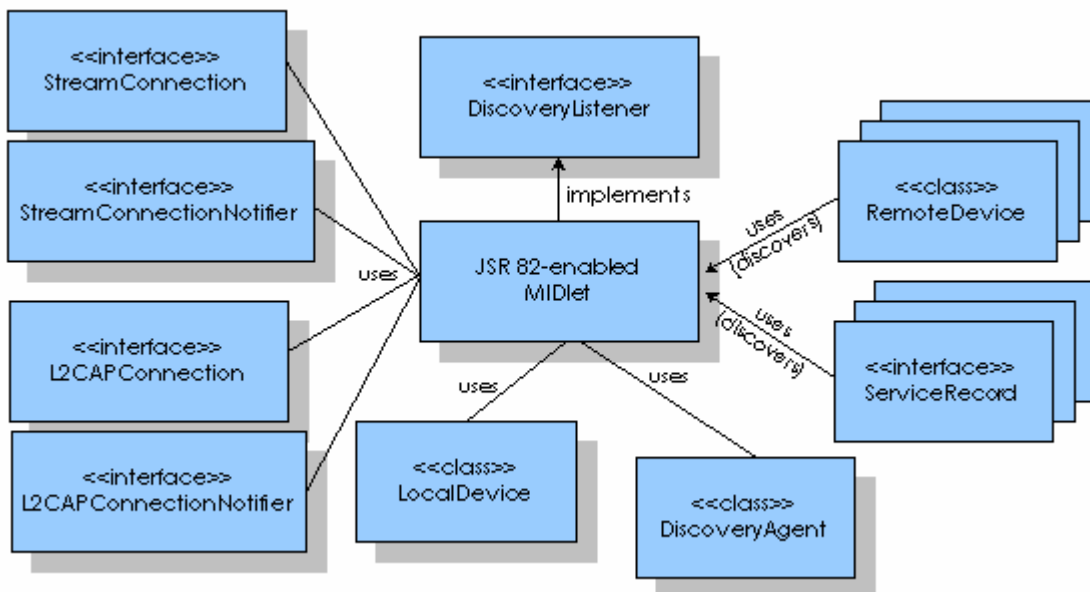 <<interface>>
StreamConnection
<<interface>>
StreamConnectionNotifier
uses
<<interface>>
L2CAPConnection
<<interface>>
L2CAPConnectionNotifier
<<interface>>
DiscoveryListener
implements
JSR 82-enabled
MIDlet
uses
uses
<<class>>
LocalDevice
<<class>>
DiscoveryAgent
uses
(discovers)
<<class>>
RemoteDevice
uses
(discovers)
<<interface>>
ServiceRecord